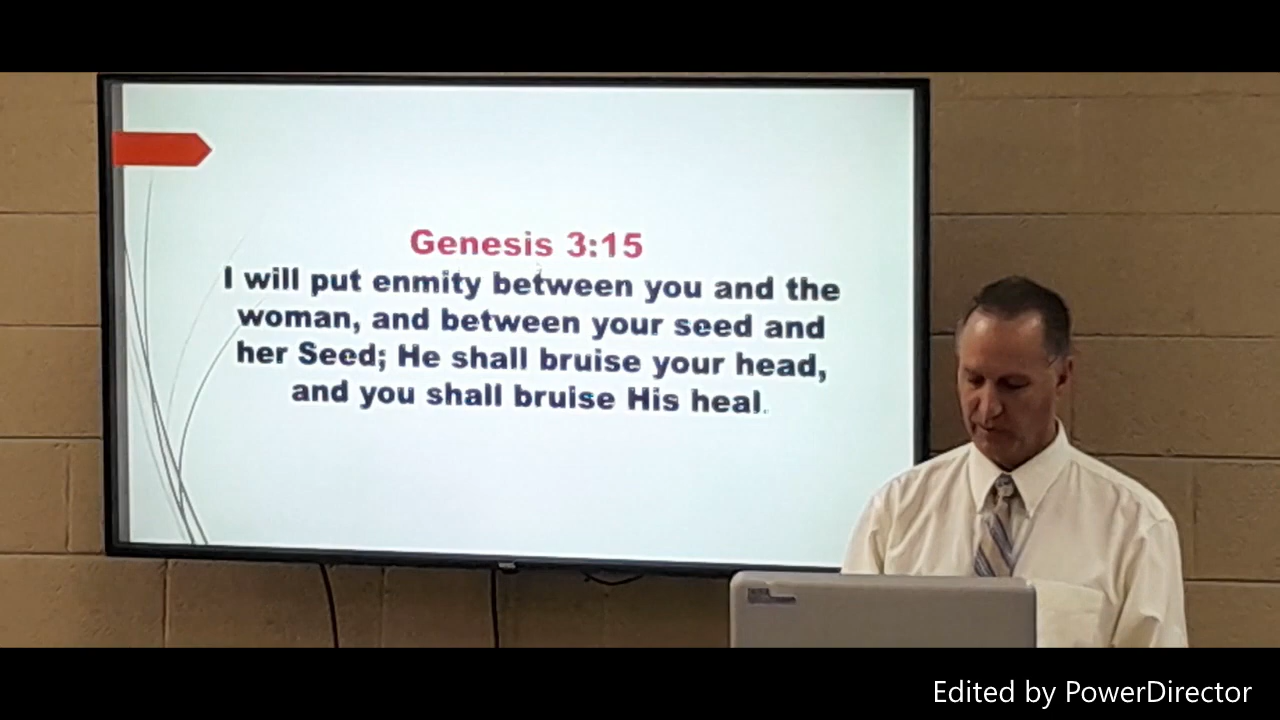 Genesis 3:15
I will put enmity between you and the
woman, and between your seed and
her Seed; He shall bruise your head,
and you shall bruise His heal.
Edited by PowerDirector